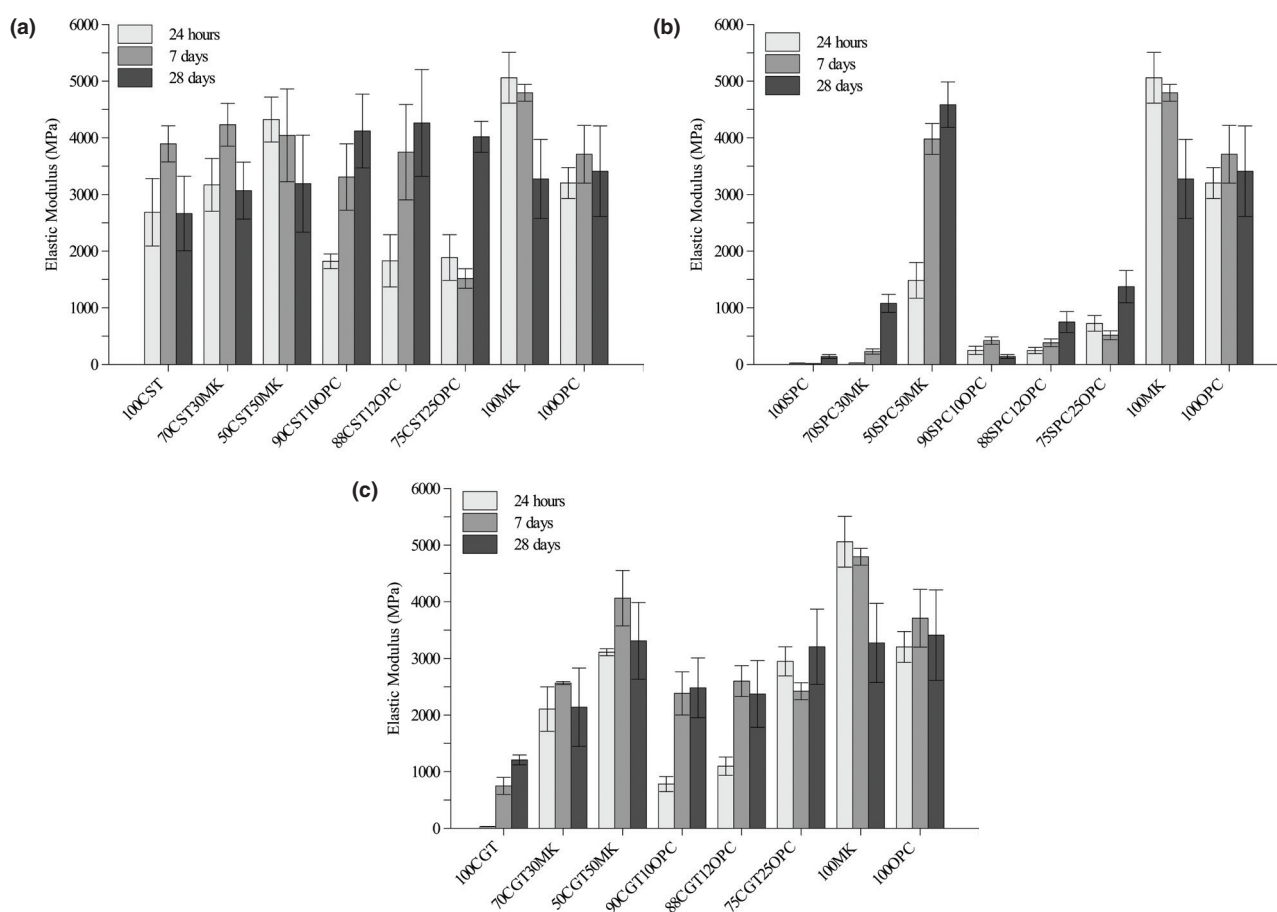 (a)
Elastic Modulus (MPa)
6000
5000
4000
3000
2000
1000
0
24 hours
7 days
28 days
100CST
70CST30MK
50CST50MK
90CST10OPC
88CST12OPC
75CST25OPC
100MK
100OPC
(b)
Elastic Modulus (MPa)
6000
5000
4000
3000
2000
1000
0
24 hours
7 days
28 days
100SPC
70SPC30MK
50SPC50MK
90SPC10OPC
88SPC12OPC
75SPC25OPC
100MK
100OPC
(c)
Elastic Modulus (MPa)
6000
5000
4000
3000
2000
1000
0
24 hours
7 days
28 days
100CGT
70CGT30MK
50CGT50MK
90CGT10OPC
88CGT12OPC
75CGT25OPC
100MK
100OPC